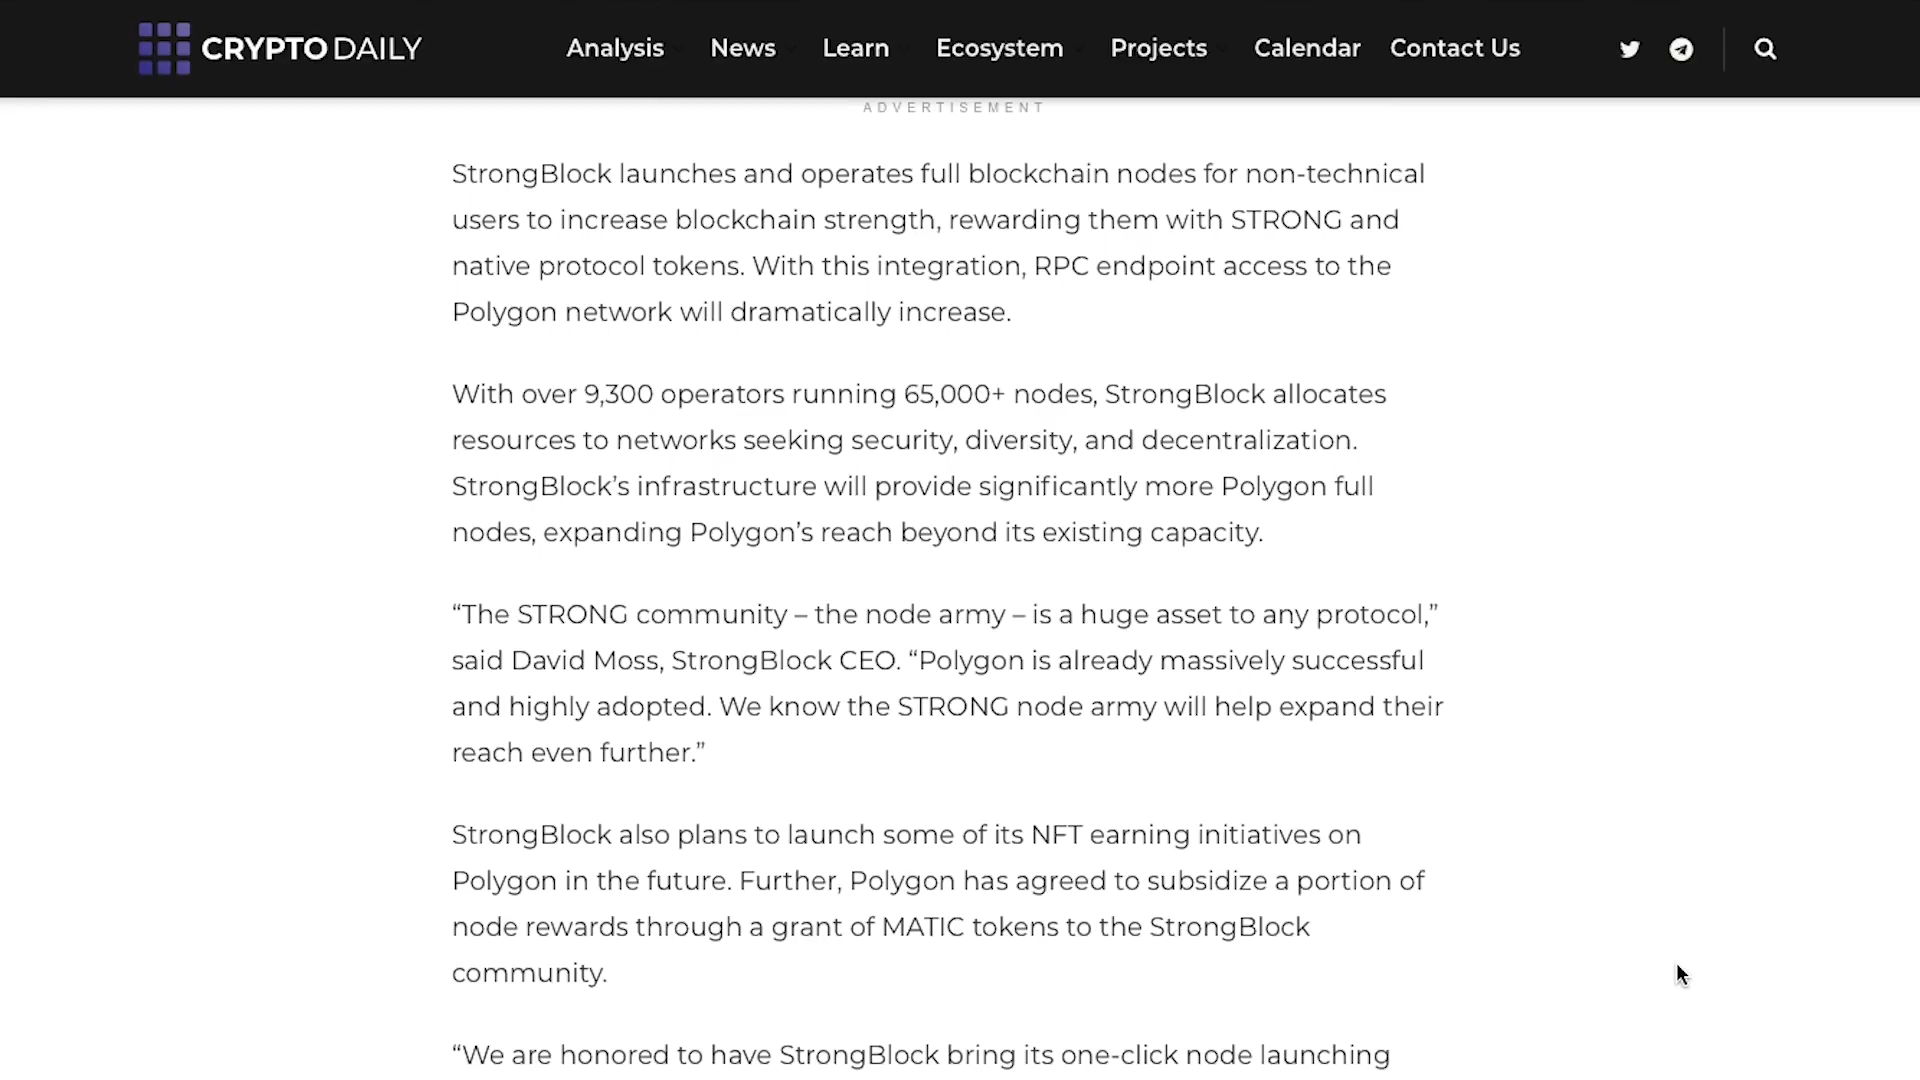 CRYPTO DAILY
Analysis News Learn Ecosystem Projects Calendar Contact Us
ADVERTISEMENT
StrongBlock launches and operates full blockchain nodes for non-technical
users to increase blockchain strength, rewarding them with STRONG and
native protocol tokens. With this integration, RPC endpoint access to the
Polygon network will dramatically increase.
With over 9,300 operators running 65,000+ nodes, StrongBlock allocates
resources to networks seeking security, diversity, and decentralization.
StrongBlock’s infrastructure will provide significantly more Polygon full
nodes, expanding Polygon’s reach beyond its existing capacity.
“The STRONG community – the node army – is a huge asset to any protocol,”
said David Moss, StrongBlock CEO. “Polygon is already massively successful
and highly adopted. We know the STRONG node army will help expand their
reach even further.”
StrongBlock also plans to launch some of its NFT earning initiatives on
Polygon in the future. Further, Polygon has agreed to subsidize a portion of
node rewards through a grant of MATIC tokens to the StrongBlock
community.
“We are honored to have StrongBlock bring its one-click node launching